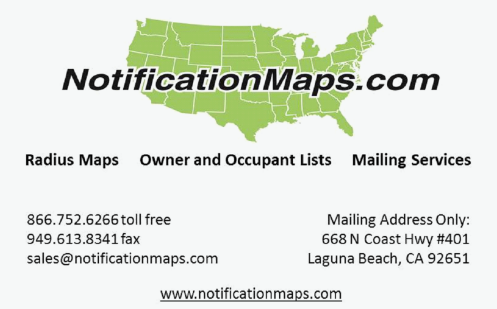 NotificationMaps.com
Radius Maps Owner and Occupant Lists Mailing Services
866.752.6266 toll free
949.613.8341 fax
sales@notificationmaps.com
Mailing Address Only:
668 N Coast Hwy #401
Laguna Beach, CA 92651
www.notificationmaps.com